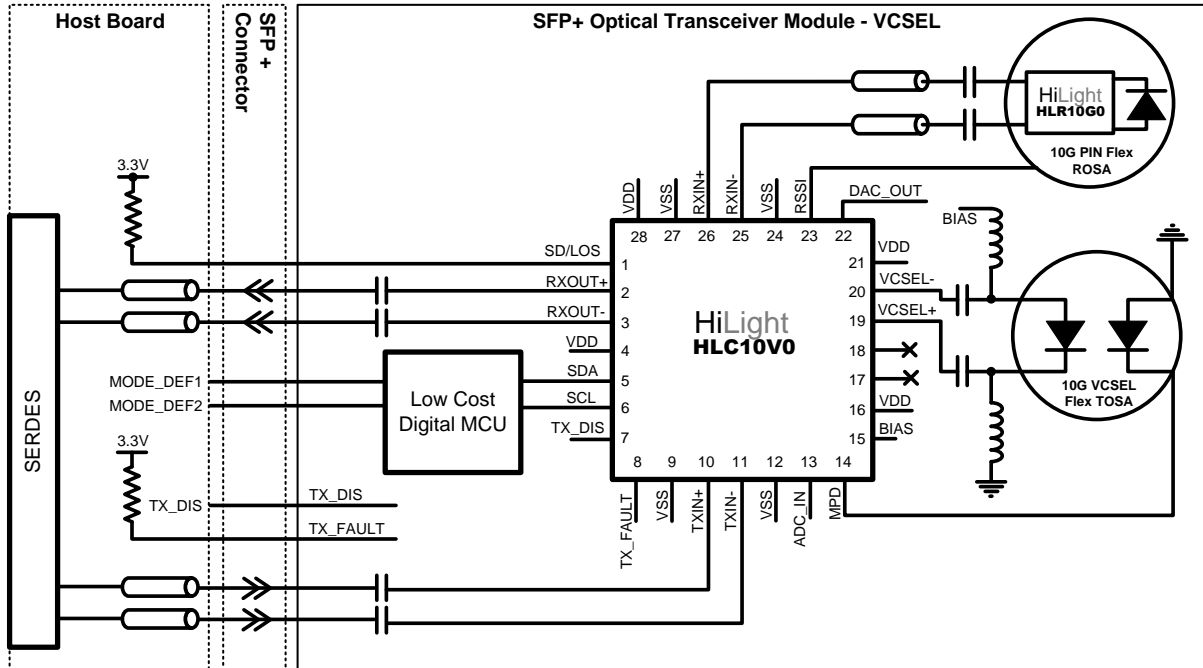 Host Board
SFP +
Connector
SFP+ Optical Transceiver Module - VCSEL
HiLight
HLR10G0
10G PIN Flex
ROSA
3.3V
VDD
VSS
RXIN+
RXIN-
VSS
RSSI
DAC_OUT
BIAS
28
27
26
25
24
23
22
SD/LOS
1
21
VDD
RXOUT+
2
20
VCSEL-
RXOUT-
3
19
VCSEL+
HiLight
HLC10V0
VDD
4
18
MODE_DEF1
SDA
5
17
MODE_DEF2
SCL
6
16
VDD
Low Cost
Digital MCU
TX_DIS
7
15
BIAS
10G VCSEL
Flex TOSA
SERDES
3.3V
8
9
10
11
12
13
14
TX_FAULT
VSS
TXIN+
TXIN-
VSS
ADC_IN
MPD
TX_DIS
TX_DIS
TX_FAULT